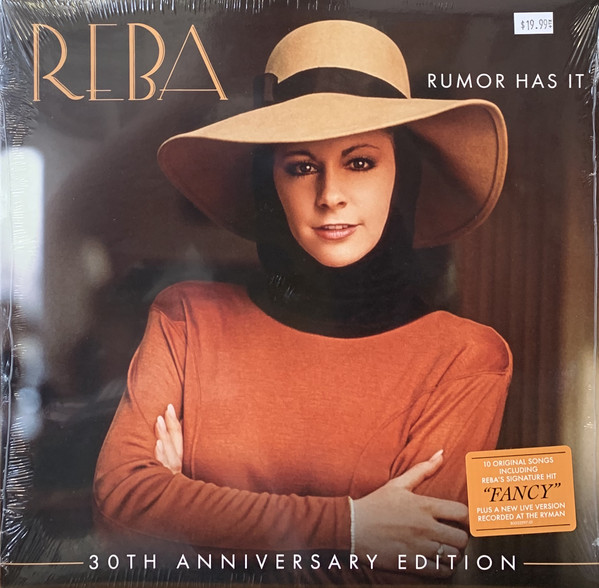 $19.99
REBA
RUMOR HAS IT
10 ORIGINAL SONGS
INCLUDING
REBA'S SIGNATURE HIT
"FANCY"
PLUS A NEW LIVE VERSION
RECORDED AT THE RYMAN
30TH ANNIVERSARY EDITION